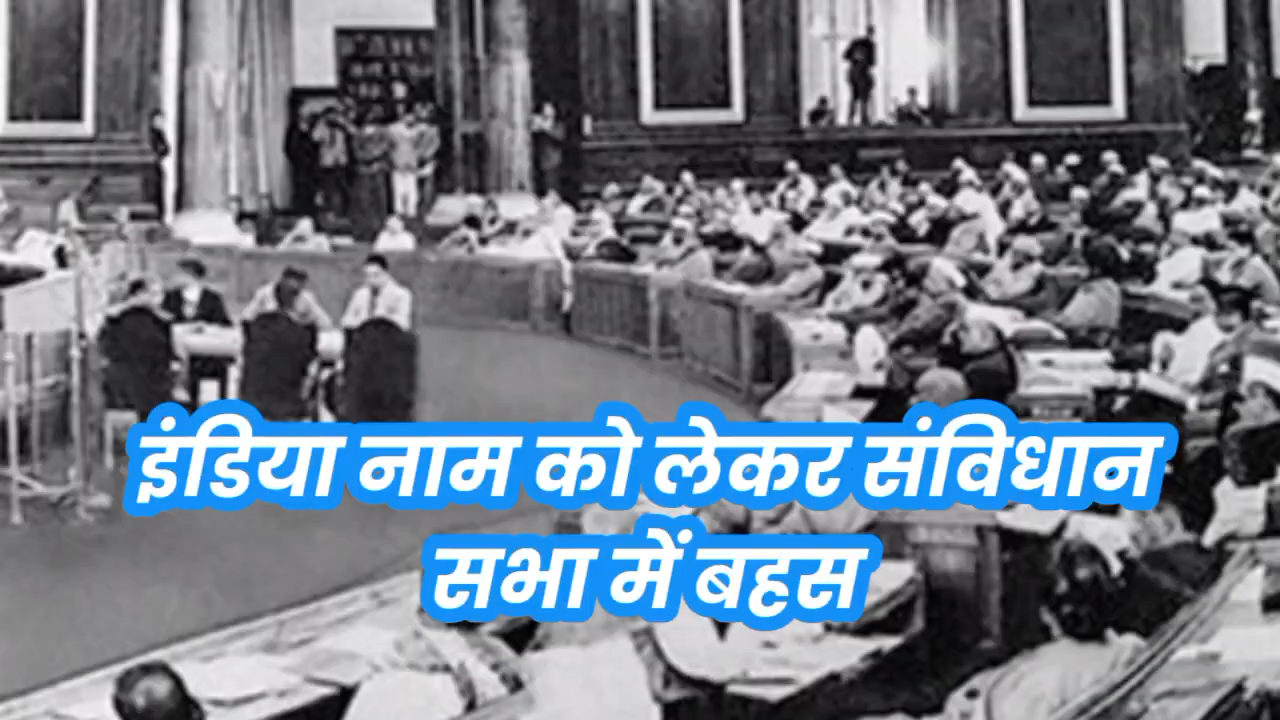 इंडिया नाम को लेकर संविधान
सभा में बहस